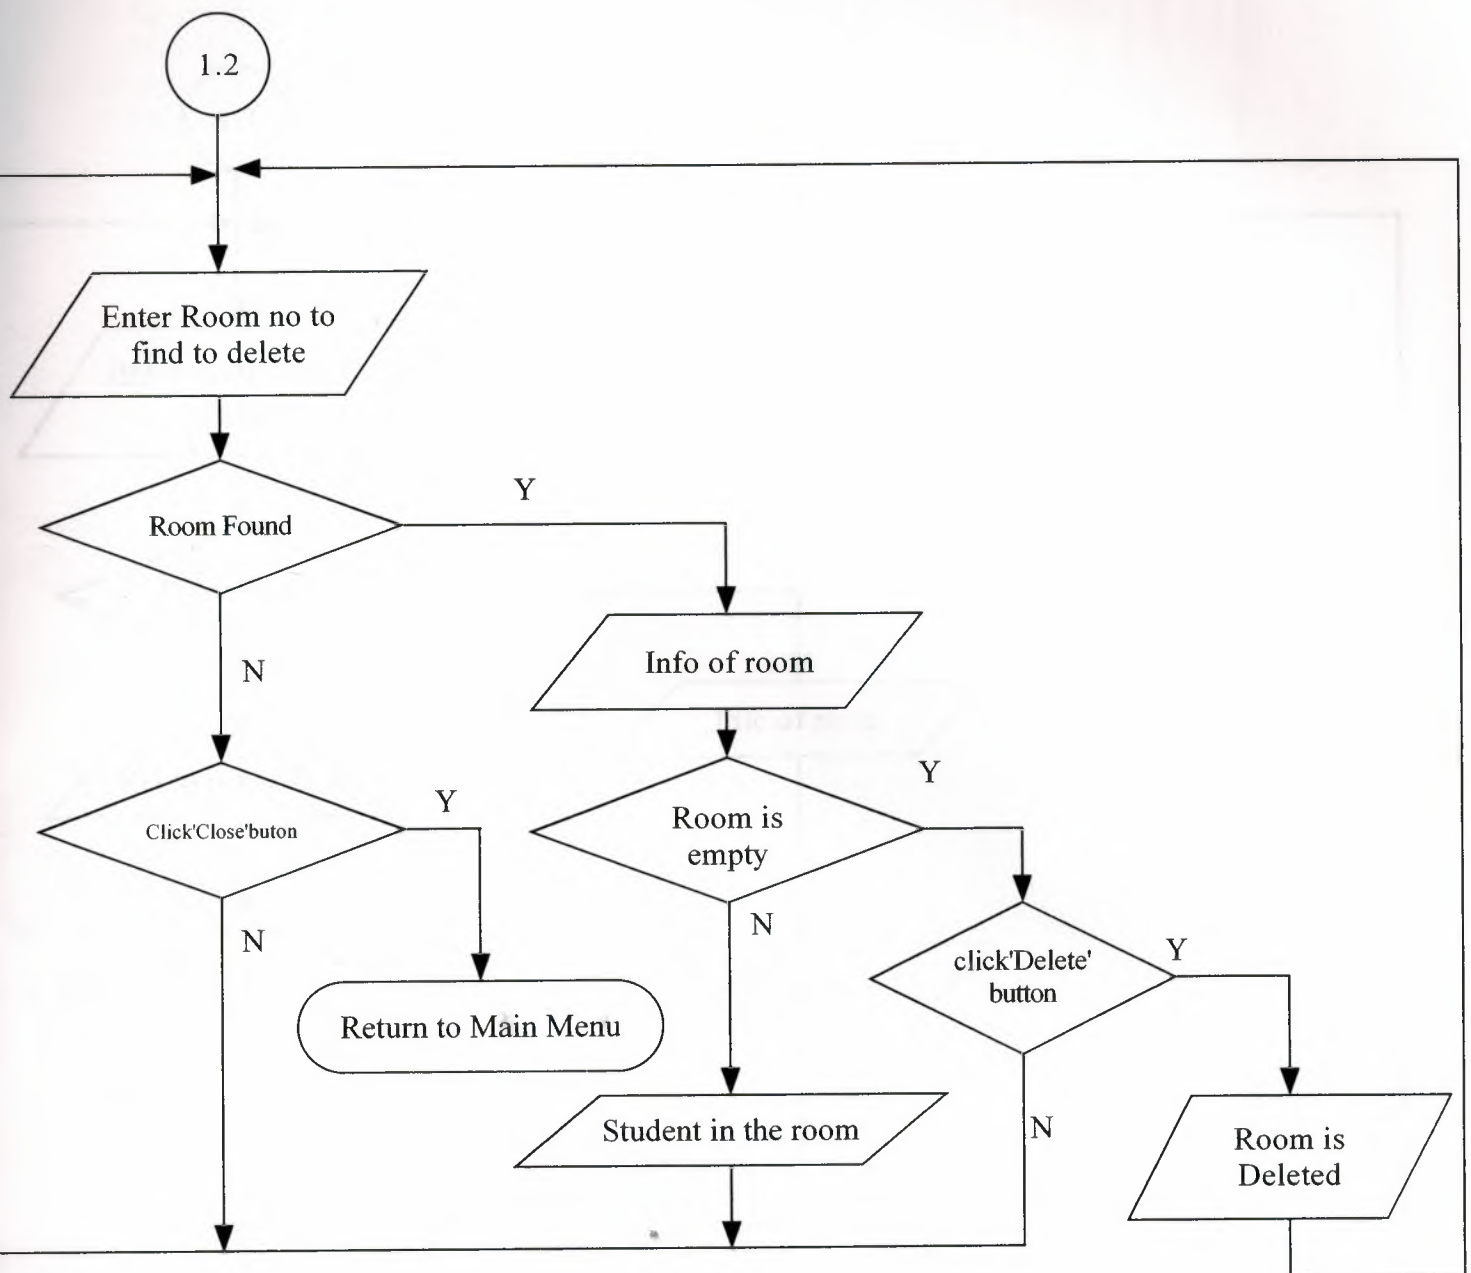 1.2
Enter Room no to
find to delete
Room Found
Y
N
Info of room
Click'Close'buton
Y
N
Room is
empty
Y
N
click'Delete'
button
Y
N
Return to Main Menu
Student in the room
Room is
Deleted